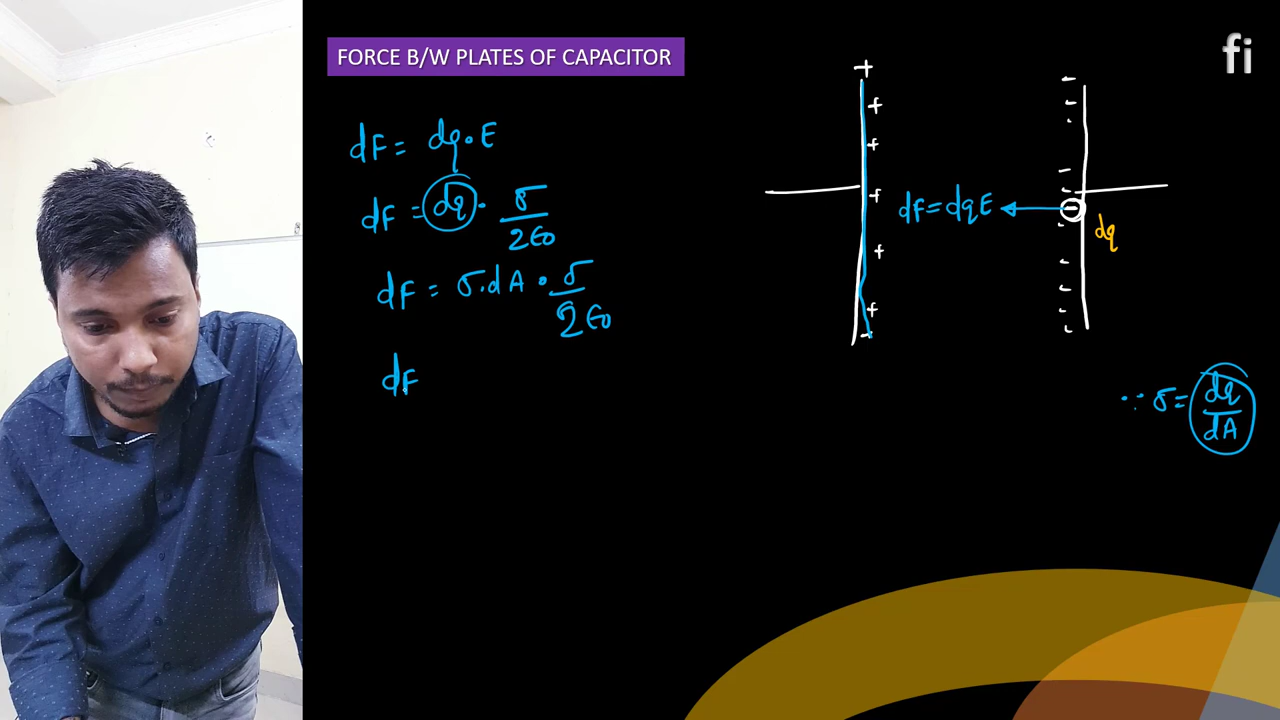 FORCE B/W PLATES OF CAPACITOR
fi
dF = dq • E
dF = dq • σ/2ϵ0
dF = σ.dA • σ/2ϵ0
dF
dF = dqE
dq
∵ σ = dq/dA